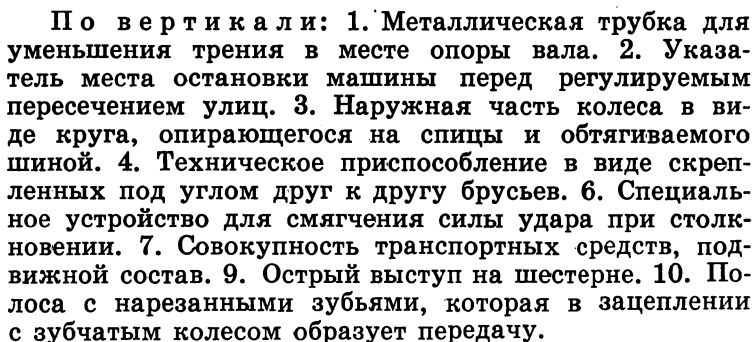 По вертикали: 1. Металлическая трубка для
уменьшения трения в месте опоры вала. 2. Указа-
тель места остановки машины перед регулируемым
пересечением улиц. 3. Наружная часть колеса в ви-
де круга, опирающегося на спицы и обтягиваемого
шиной. 4. Техническое приспособление в виде скреп-
ленных под углом друг к другу брусьев. 6. Специаль-
ное устройство для смягчения силы удара при столк-
новении. 7. Совокупность транспортных средств, под-
вижной состав. 9. Острый выступ на шестерне. 10. По-
лоса с нарезанными зубьями, которая в зацеплении
с зубчатым колесом образует передачу.